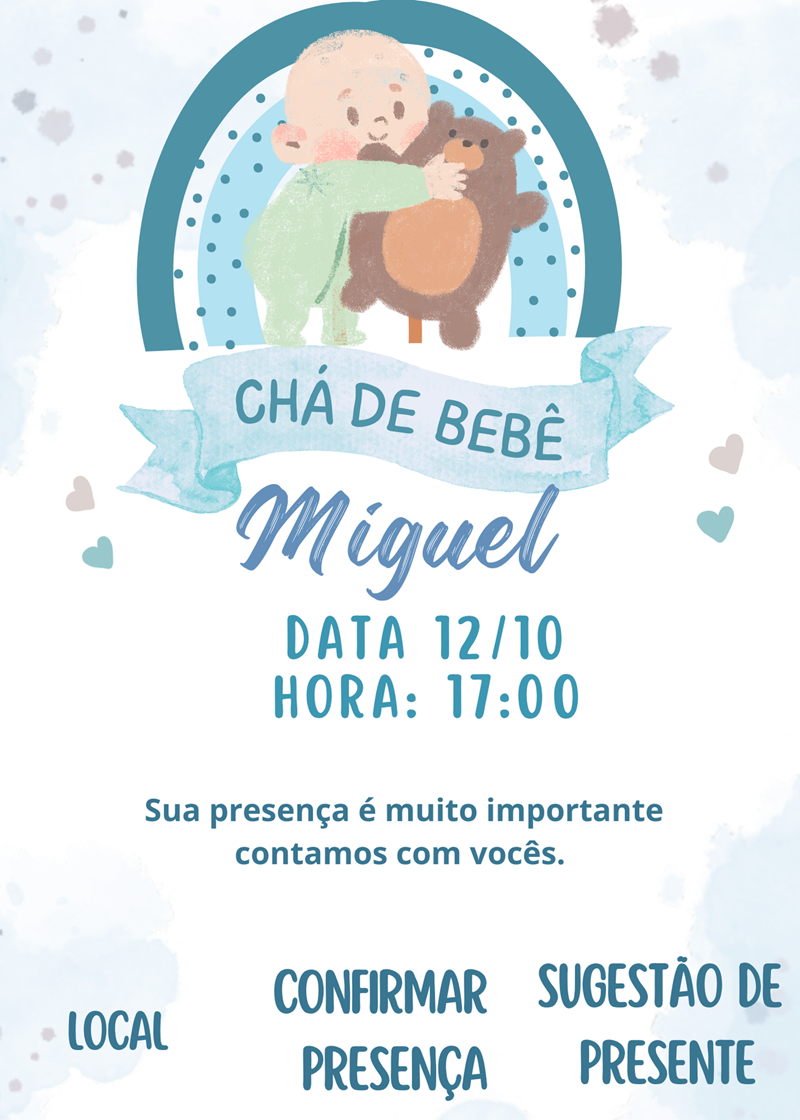 CHÁ DE BEBÊ
Miguel
DATA 12/10
HORA: 17:00
Sua presença é muito importante
contamos com vocês.
LOCAL
CONFIRMAR
PRESENÇA
SUGESTÃO DE
PRESENTE